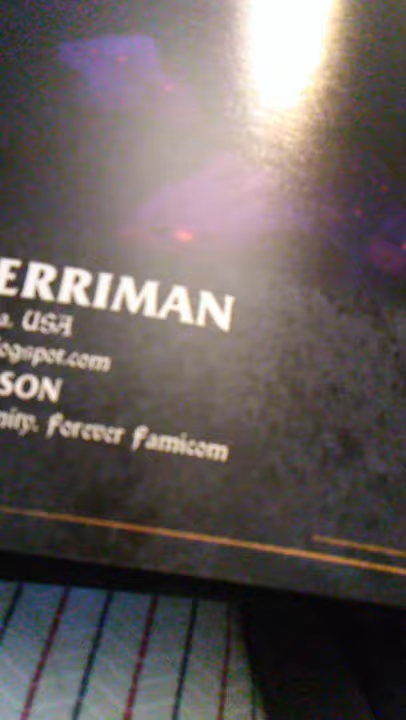 ERRIMAN
a, USA
ogspot.com
SON
nity, Forever Famicom